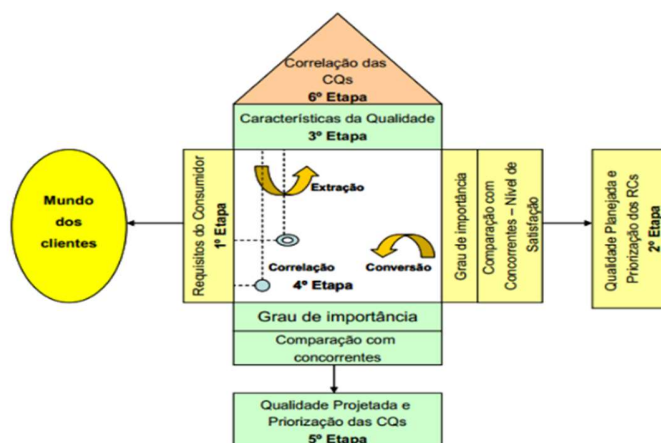 Correlação das
CQs
6º Etapa
Características da Qualidade
3º Etapa
Mundo
dos
clientes
Requisitos do Consumidor
1º Etapa
Extração
Correlação
4º Etapa
Conversão
Grau de importância
Comparação com
Concorrentes – Nível de
Satisfação
Qualidade Planejada e
Priorização dos RCs
2º Etapa
Grau de importância
Comparação com
concorrentes
Qualidade Projetada e
Priorização das CQs
5º Etapa